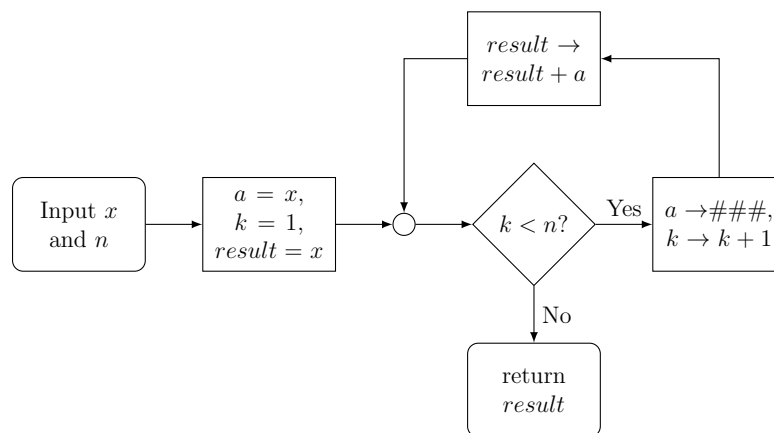 Input x
and n
a = x,
k = 1,
result = x
k < n?
Yes
a →###,
k → k + 1
result →
result + a
No
return
result